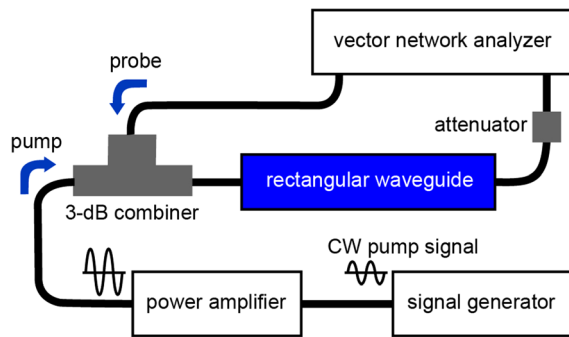 vector network analyzer
probe
attenuator
pump
rectangular waveguide
3-dB combiner
CW pump signal
power amplifier
signal generator